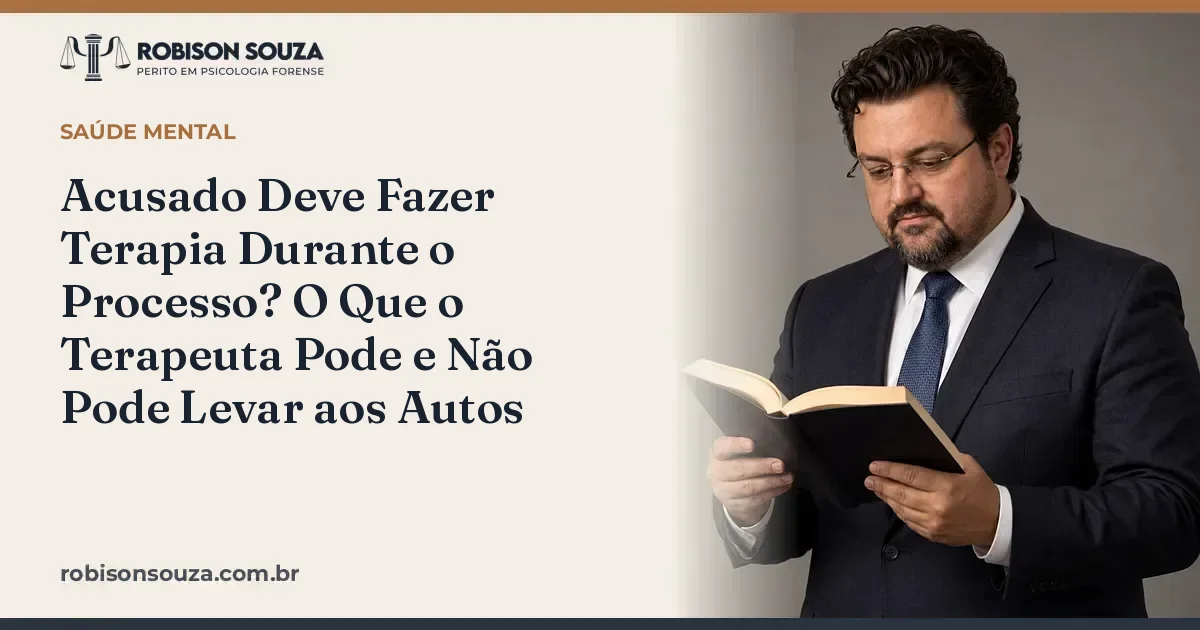 ROBISON SOUZA
PERITO EM PSICOLOGIA FORENSE
SAÚDE MENTAL
Acusado Deve Fazer
Terapia Durante o
Processo? O Que o
Terapeuta Pode e Não
Pode Levar aos Autos
robisonsouza.com.br